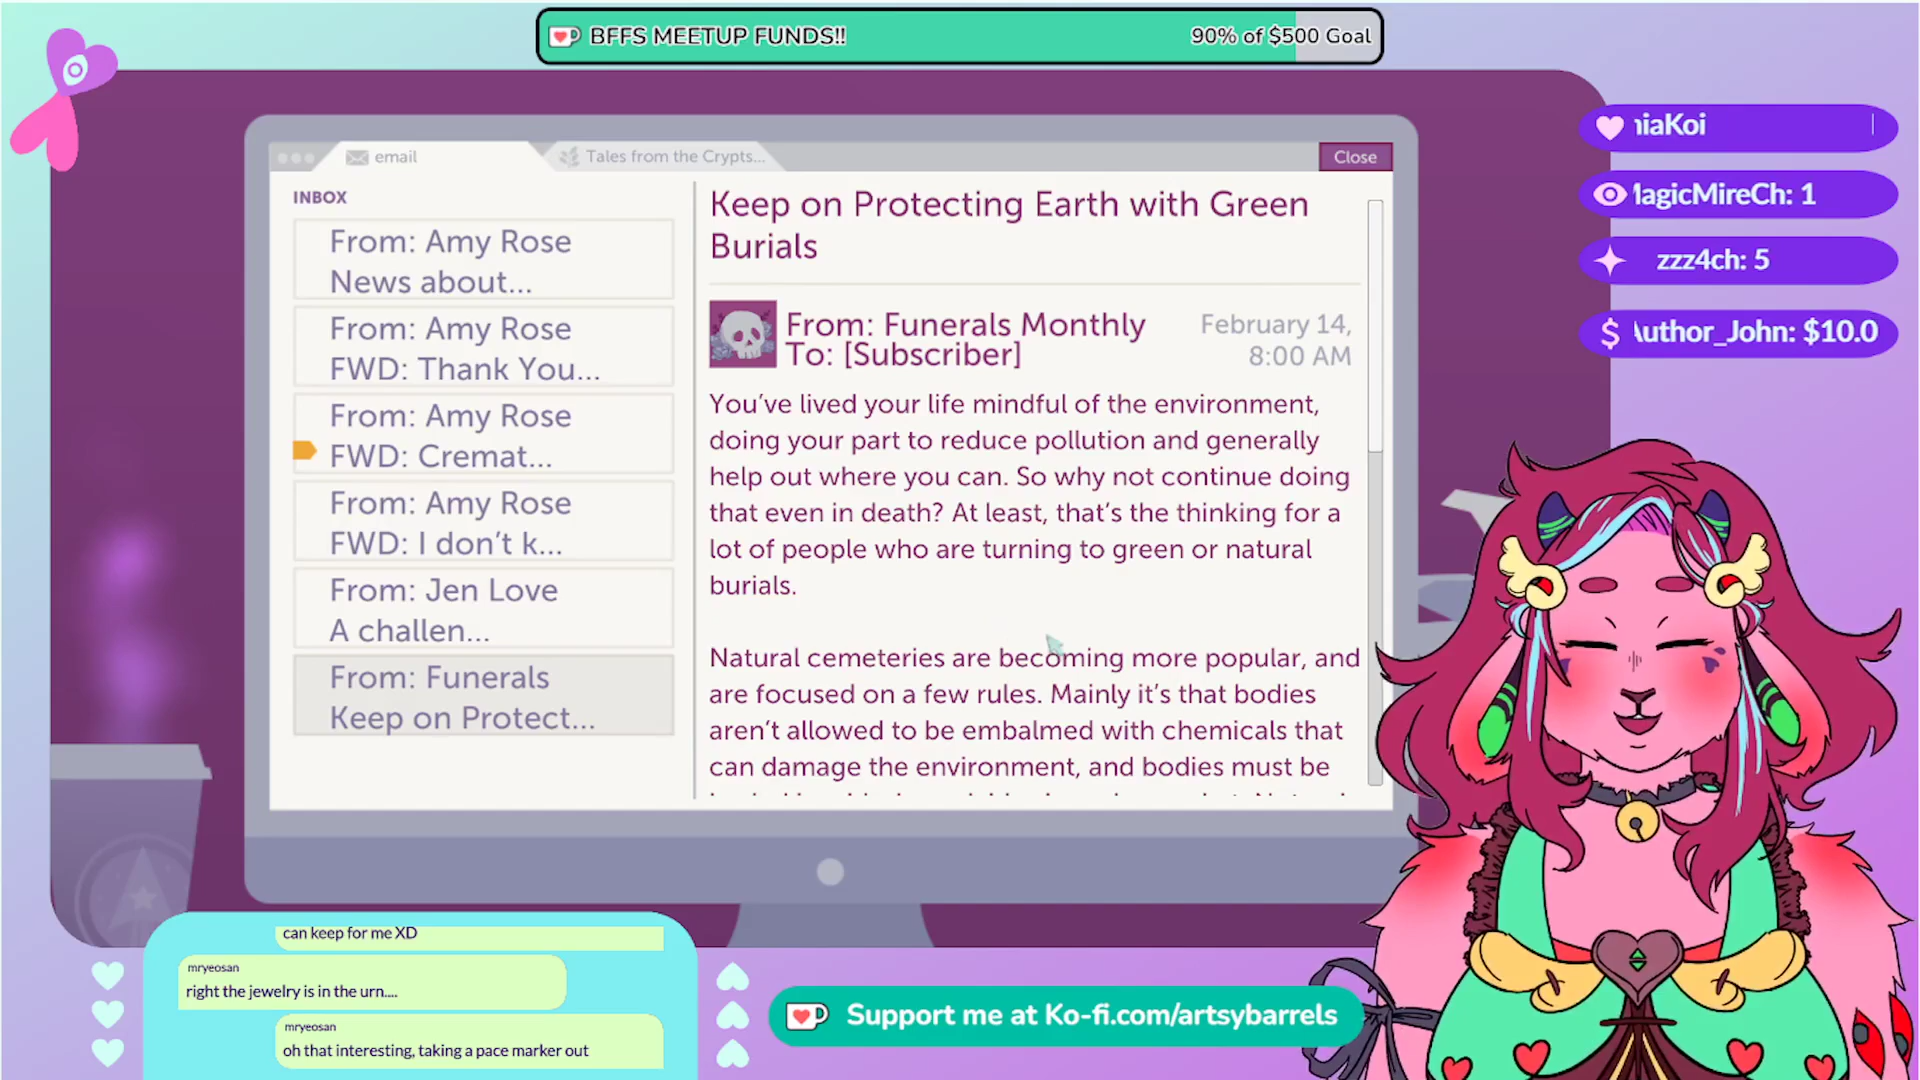 BFFS MEETUP FUNDS!!
90% of $500 Goal
email
Tales from the Crypts...
Close
INBOX
From: Amy Rose
News about...
From: Amy Rose
FWD: Thank You...
From: Amy Rose
FWD: Cremat...
From: Amy Rose
FWD: I don't k...
From: Jen Love
A challen...
From: Funerals
Keep on Protect...
Keep on Protecting Earth with Green
Burials
From: Funerals Monthly
To: [Subscriber]
February 14,
8:00 AM
You've lived your life mindful of the environment,
doing your part to reduce pollution and generally
help out where you can. So why not continue doing
that even in death? At least, that's the thinking for a
lot of people who are turning to green or natural
burials.
Natural cemeteries are becoming more popular, and
are focused on a few rules. Mainly it's that bodies
aren't allowed to be embalmed with chemicals that
can damage the environment, and bodies must be
iaKoi
agicMireCh: 1
zzz4ch: 5
uthor_John: $10.0
can keep for me XD
mryeosan
right the jewelry is in the urn....
mryeosan
oh that interesting, taking a pace marker out
Support me at Ko-fi.com/artsybarrels